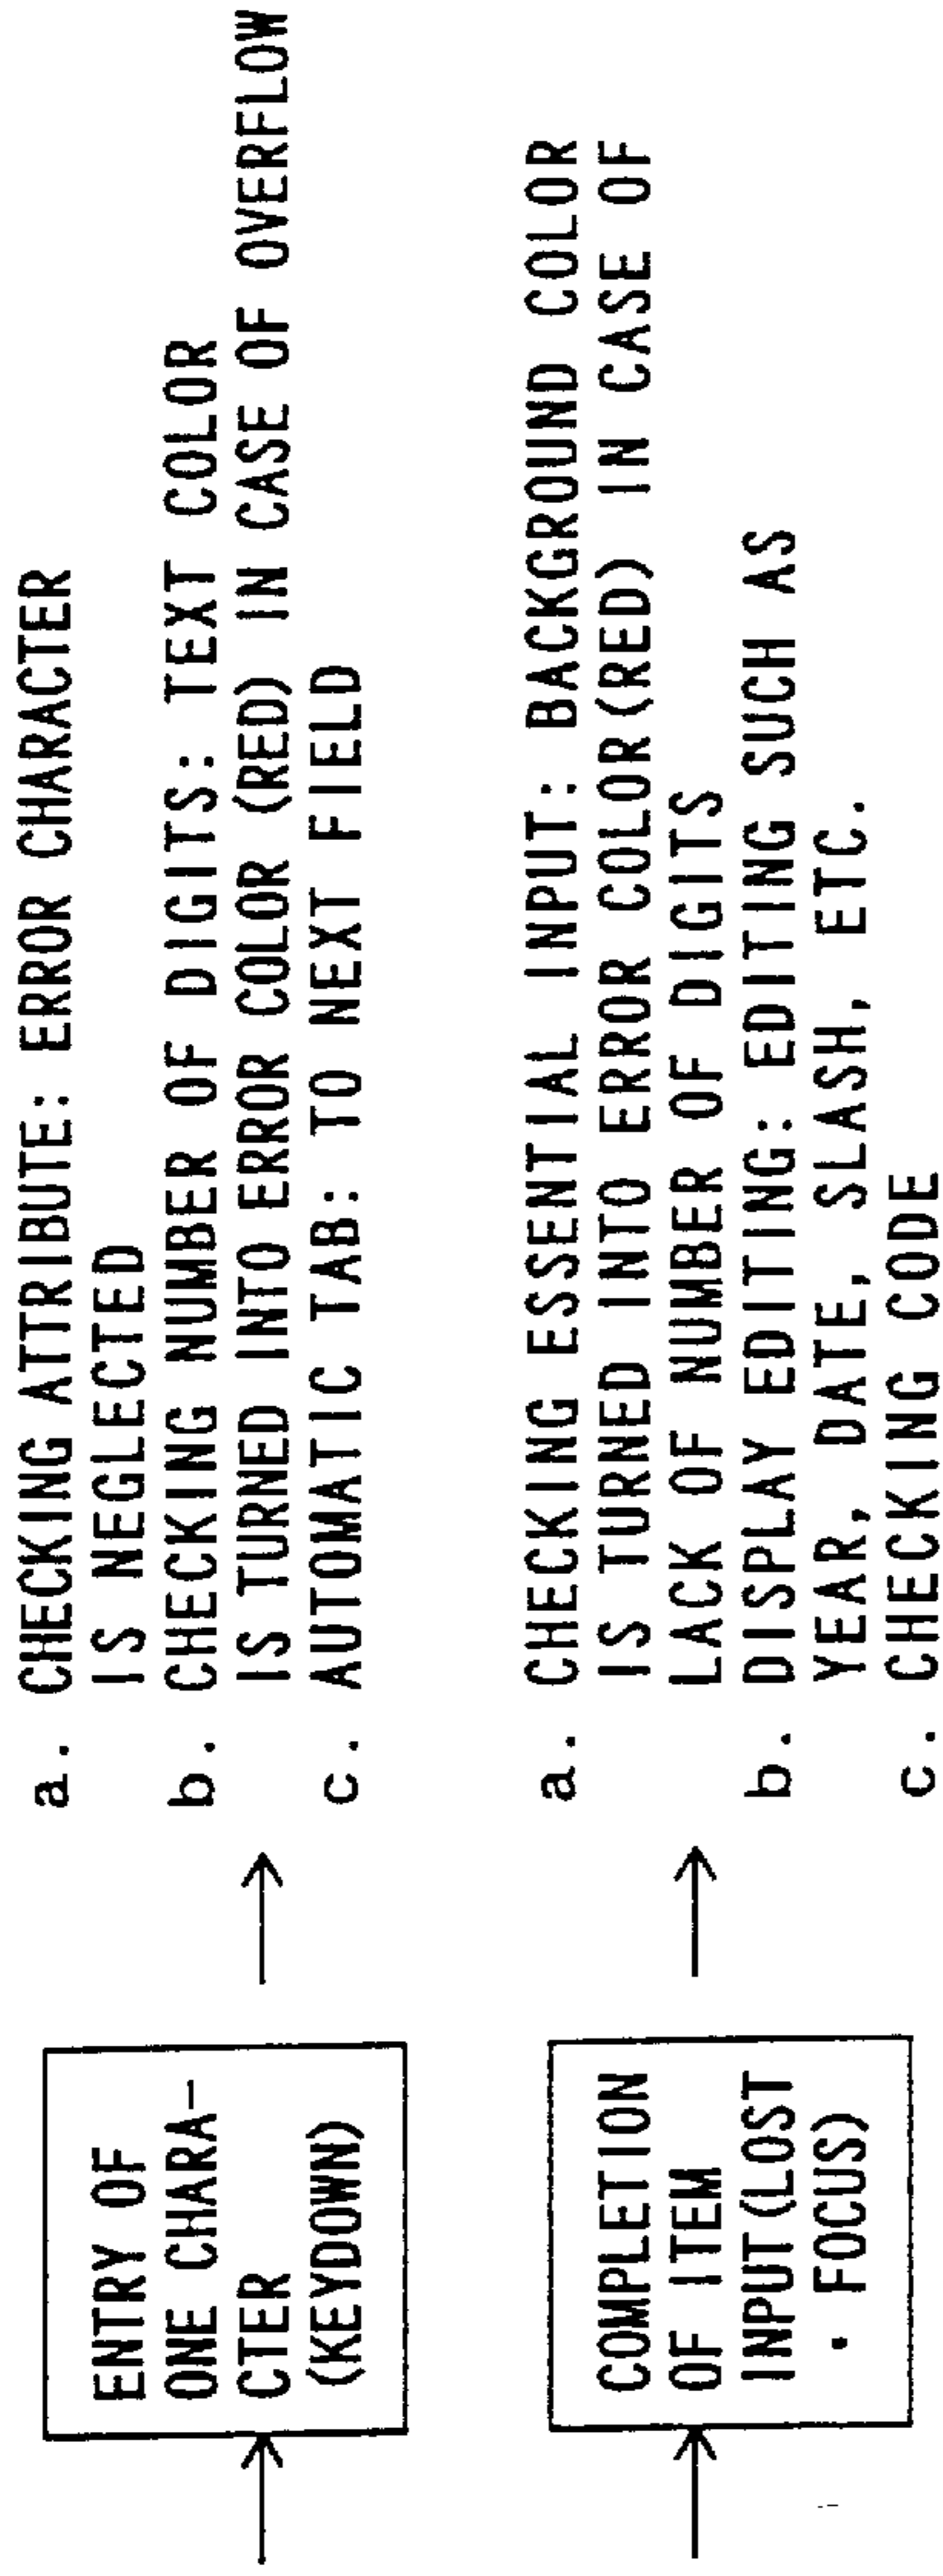 ENTRY OF
ONE CHARA-
CTER
(KEYDOWN)
a. CHECKING ATTRIBUTE: ERROR CHARACTER
IS NEGLECTED
b. CHECKING NUMBER OF DIGITS: TEXT COLOR
IS TURNED INTO ERROR COLOR (RED) IN CASE OF OVERFLOW
c. AUTOMATIC TAB: TO NEXT FIELD
COMPLETION
OF ITEM
INPUT(LOST
· FOCUS)
a. CHECKING ESSENTIAL INPUT: BACKGROUND COLOR
IS TURNED INTO ERROR COLOR(RED) IN CASE OF
LACK OF NUMBER OF DIGITS
b. DISPLAY EDITING: EDITING SUCH AS
YEAR, DATE, SLASH, ETC.
c. CHECKING CODE